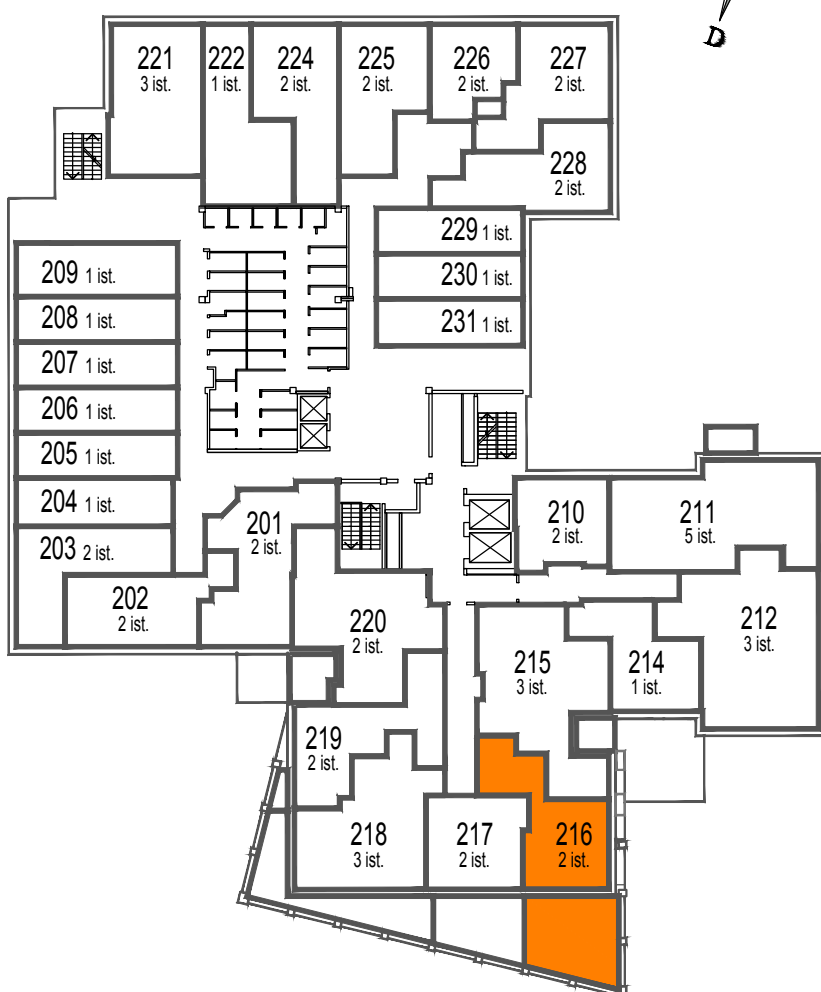 D
221
3 ist.
222
1 ist.
224
2 ist.
225
2 ist.
226
2 ist.
227
2 ist.
228
2 ist.
229 1 ist.
230 1 ist.
231 1 ist.
209 1 ist.
208 1 ist.
207 1 ist.
206 1 ist.
205 1 ist.
204 1 ist.
203 2 ist.
202
2 ist.
201
2 ist.
210
2 ist.
211
5 ist.
212
3 ist.
214
1 ist.
215
3 ist.
220
2 ist.
219
2 ist.
218
3 ist.
217
2 ist.
216
2 ist.